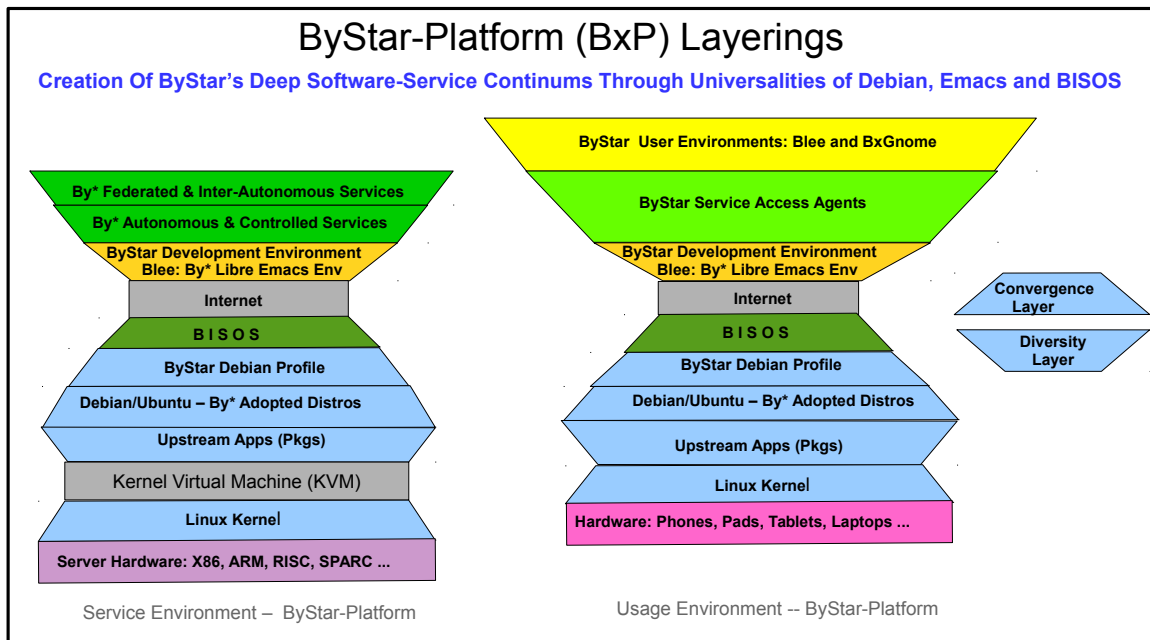 ByStar-Platform (BxP) Layerings
Creation Of ByStar's Deep Software-Service Continums Through Universalities of Debian, Emacs and BISOS
By* Federated & Inter-Autonomous Services
By* Autonomous & Controlled Services
ByStar Development Environment
Blee: By* Libre Emacs Env
Internet
B I S O S
ByStar Debian Profile
Debian/Ubuntu – By* Adopted Distros
Upstream Apps (Pkgs)
Kernel Virtual Machine (KVM)
Linux Kernel
Server Hardware: X86, ARM, RISC, SPARC ...
Service Environment – ByStar-Platform
ByStar User Environments: Blee and BxGnome
ByStar Service Access Agents
ByStar Development Environment
Blee: By* Libre Emacs Env
Internet
B I S O S
ByStar Debian Profile
Debian/Ubuntu – By* Adopted Distros
Upstream Apps (Pkgs)
Linux Kernel
Hardware: Phones, Pads, Tablets, Laptops ...
Usage Environment -- ByStar-Platform
Convergence
Layer
Diversity
Layer